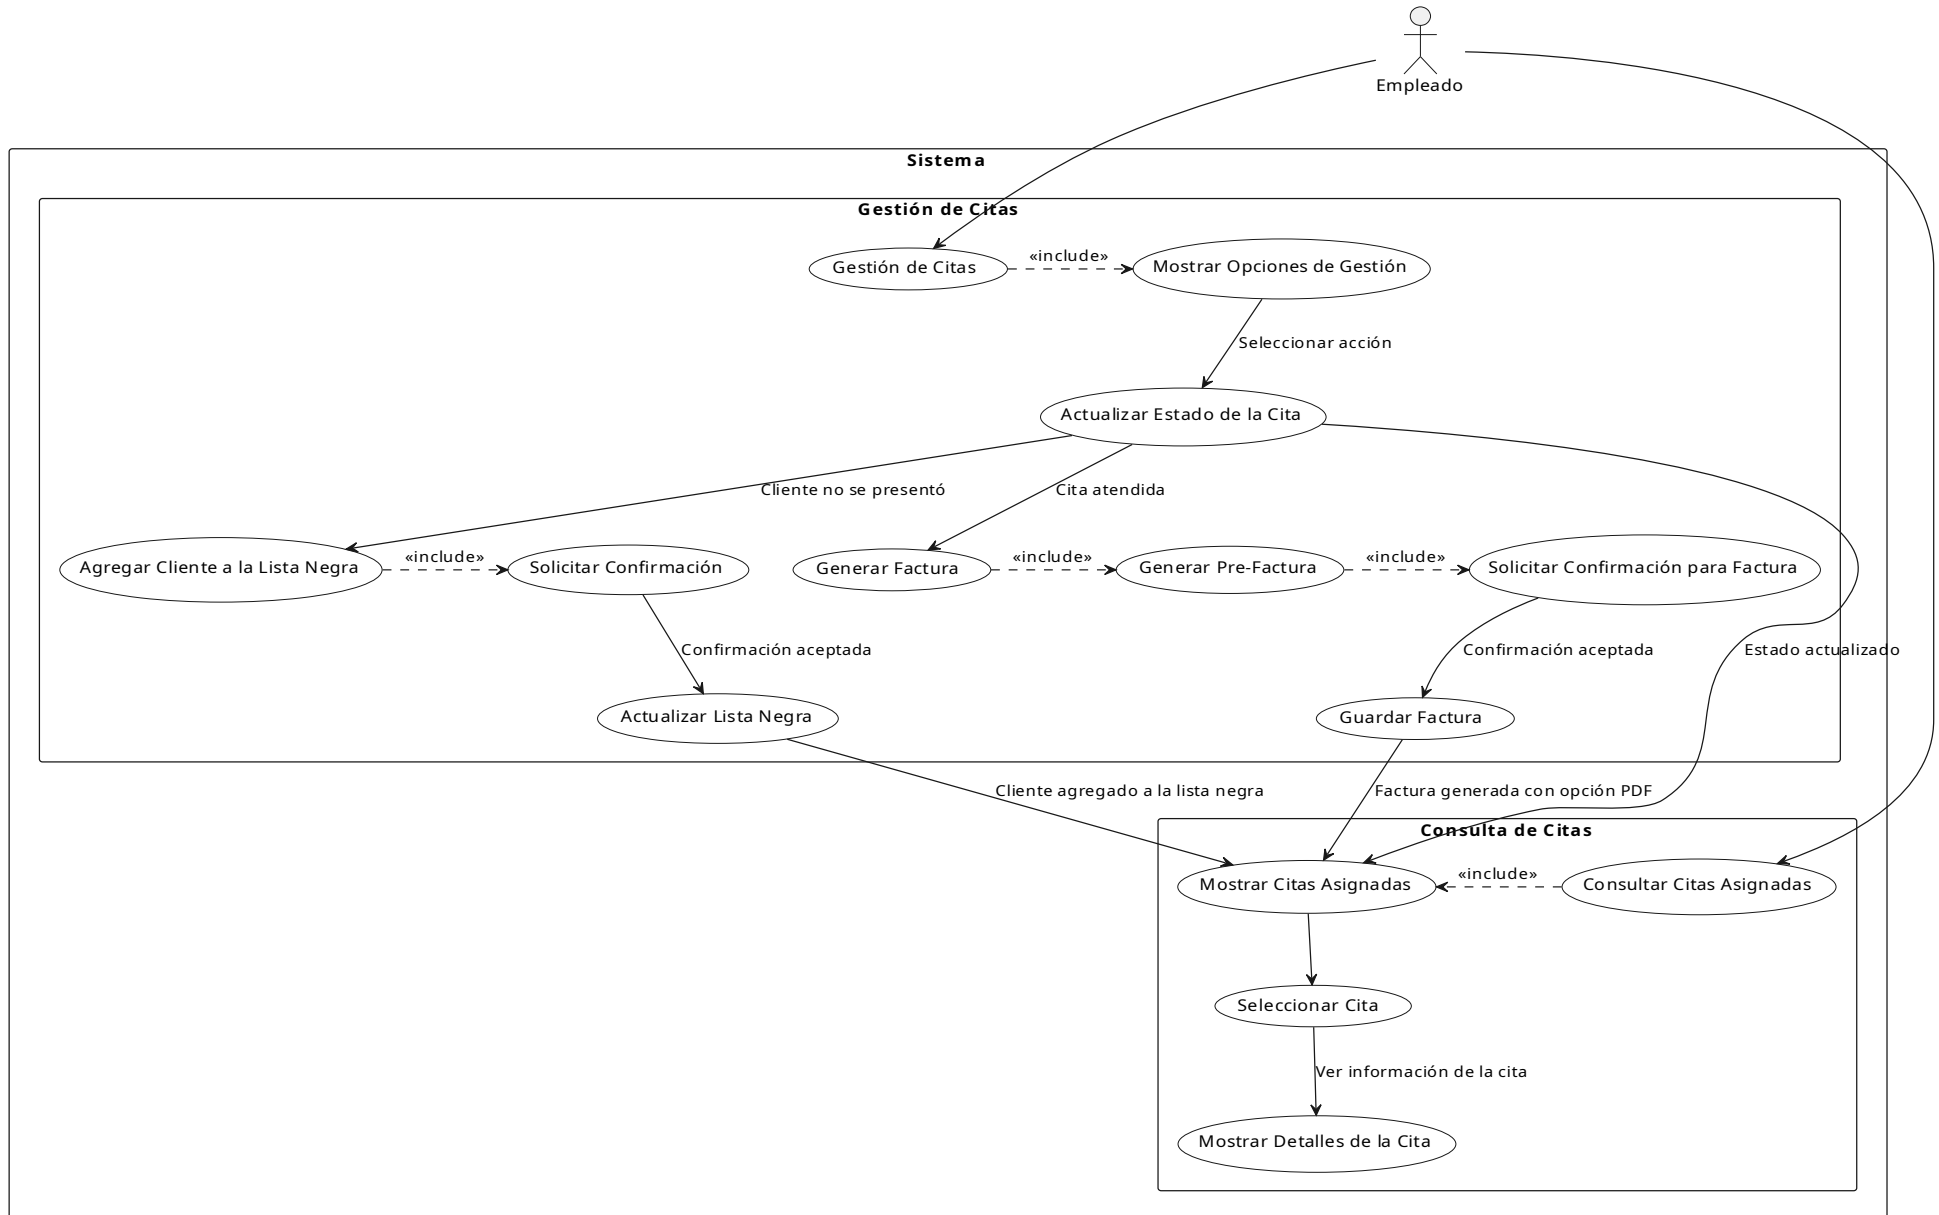 Empleado
Sistema
Gestión de Citas
Gestión de Citas
«include»
Mostrar Opciones de Gestión
Seleccionar acción
Actualizar Estado de la Cita
Cliente no se presentó
Cita atendida
Agregar Cliente a la Lista Negra
«include»
Solicitar Confirmación
Generar Factura
«include»
Generar Pre-Factura
«include»
Solicitar Confirmación para Factura
Confirmación aceptada
Confirmación aceptada
Estado actualizado
Actualizar Lista Negra
Guardar Factura
Cliente agregado a la lista negra
Factura generada con opción PDF
Consulta de Citas
Mostrar Citas Asignadas
«include»
Consultar Citas Asignadas
Seleccionar Cita
Ver información de la cita
Mostrar Detalles de la Cita